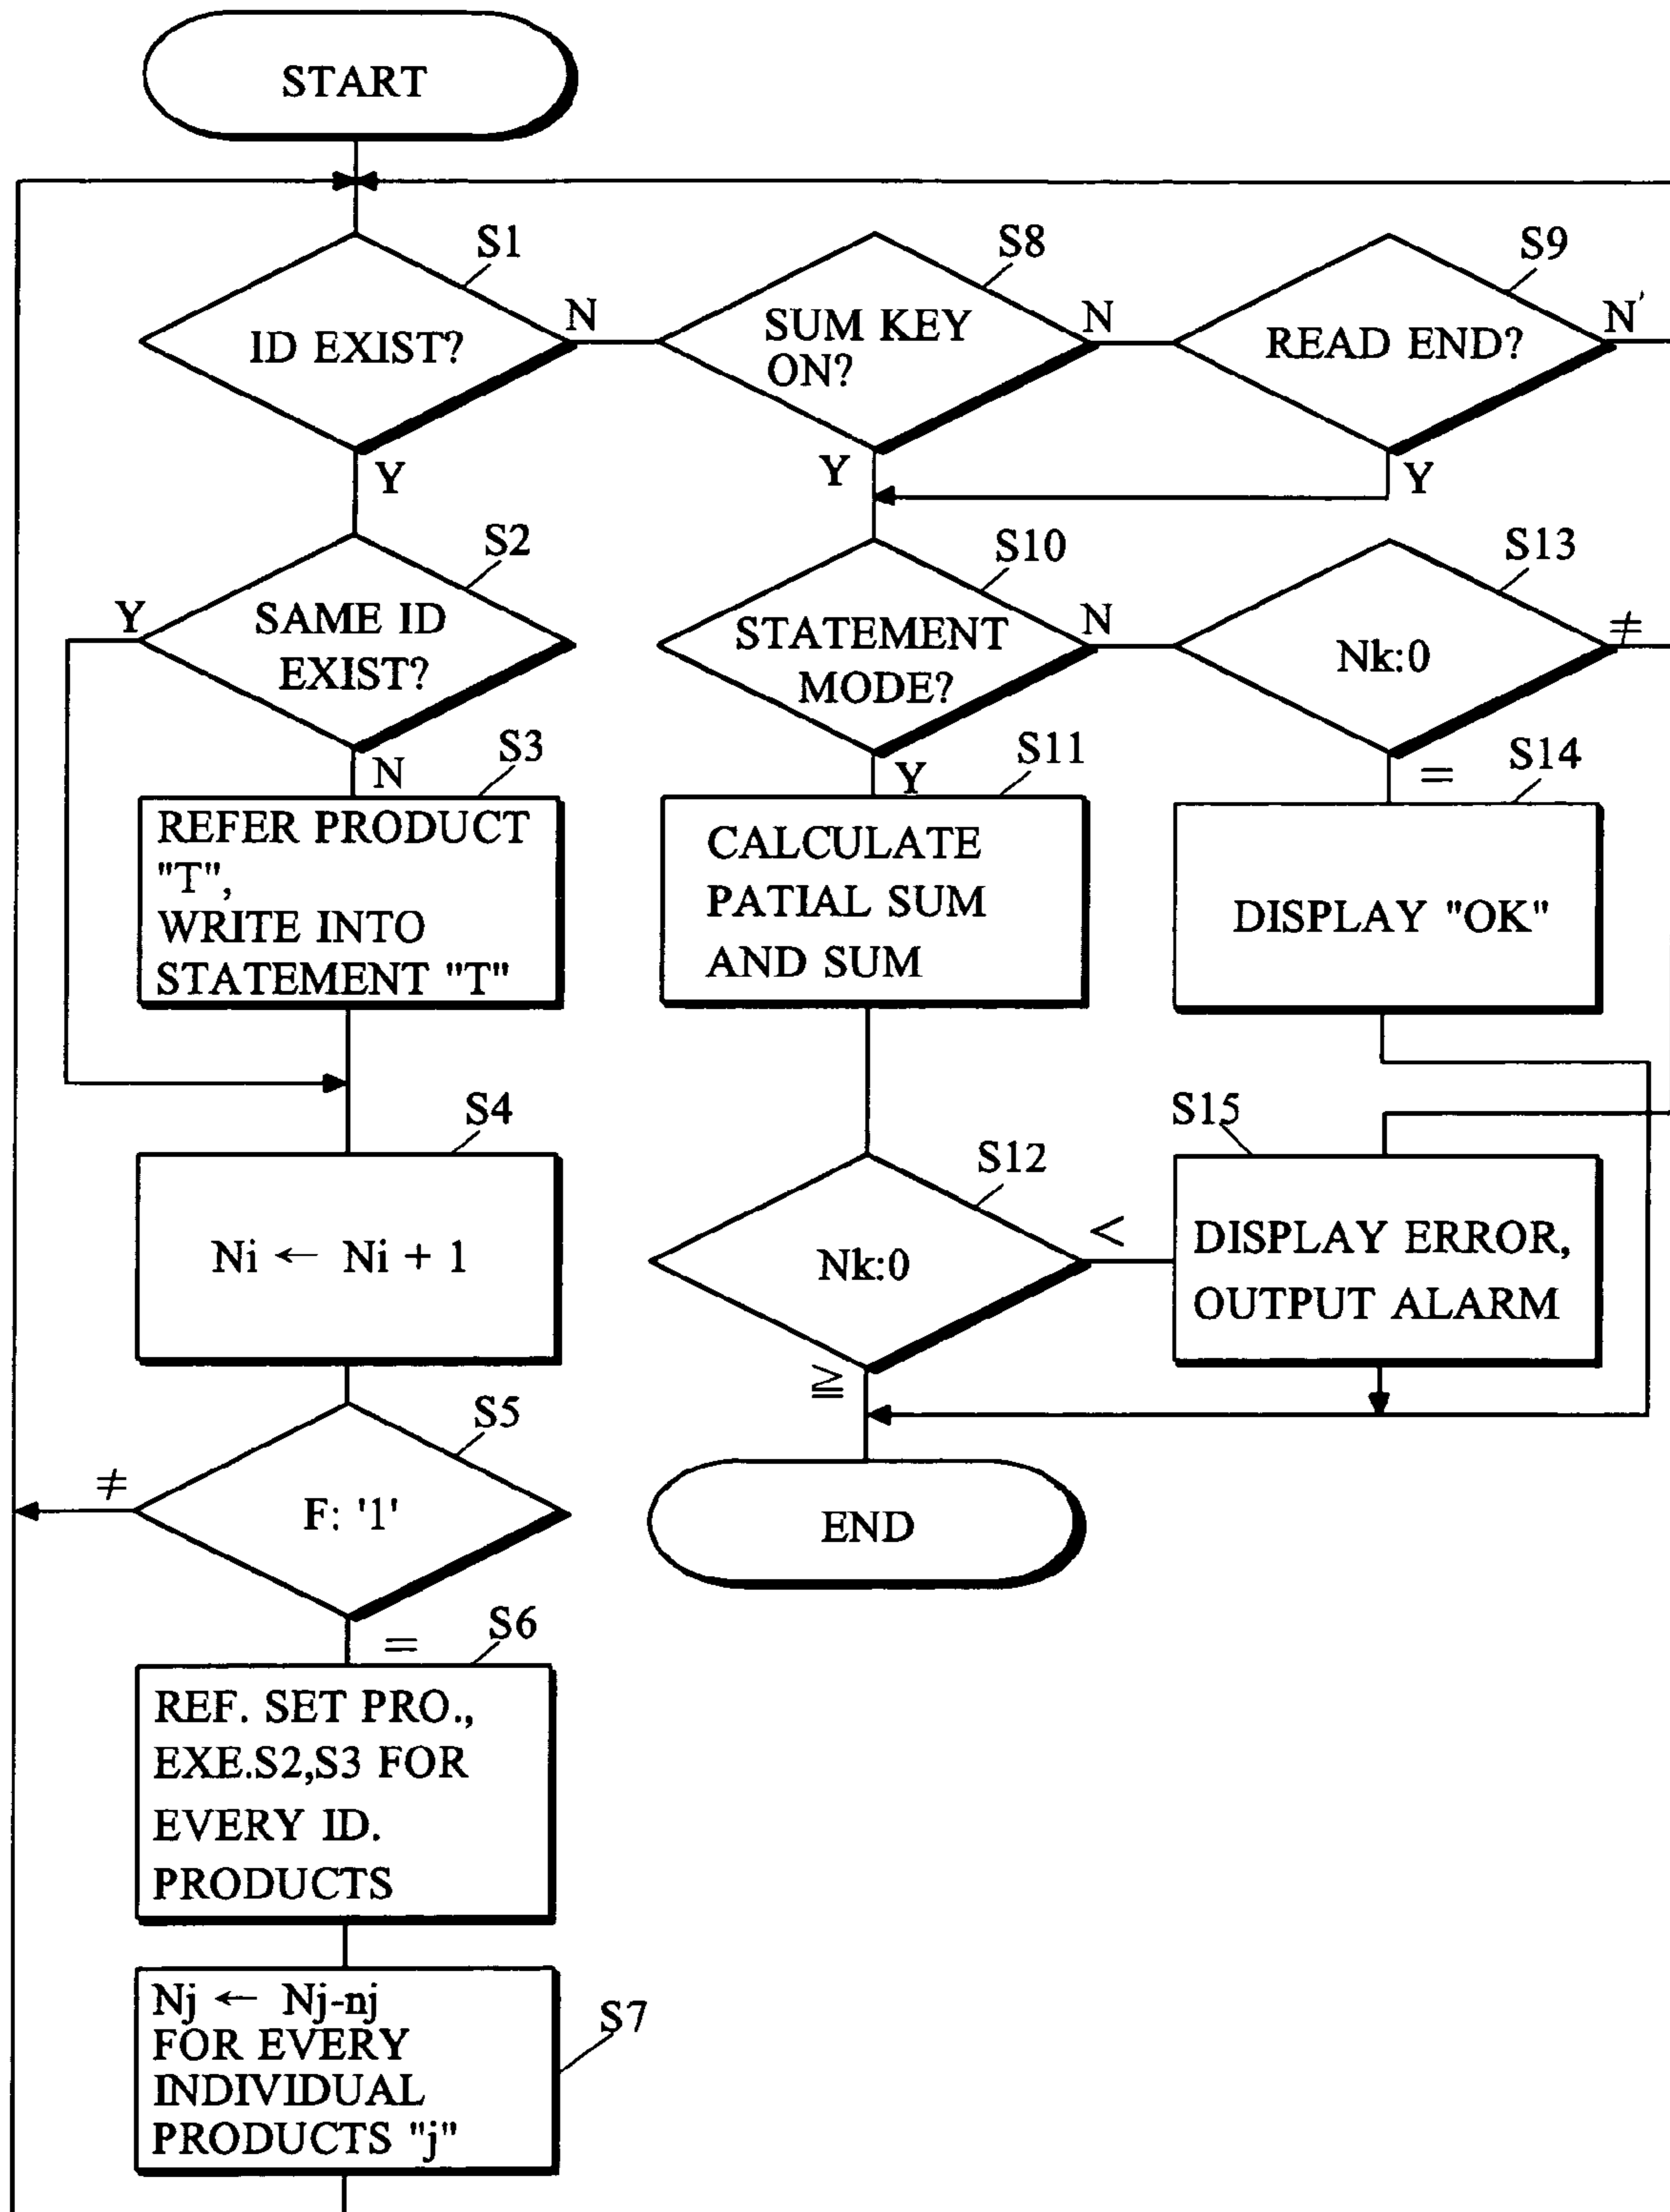 START
S1
ID EXIST?
N
Y
S8
SUM KEY
ON?
N
Y
S9
READ END?
N'
Y
S2
SAME ID
EXIST?
Y
N
S10
STATEMENT
MODE?
N
Y
S13
Nk:0
≠
=
S3
REFER PRODUCT
"T",
WRITE INTO
STATEMENT "T"
S11
CALCULATE
PATIAL SUM
AND SUM
S14
DISPLAY "OK"
S4
Ni ← Ni + 1
S12
Nk:0
<
≧
S15
DISPLAY ERROR,
OUTPUT ALARM
S5
F: '1'
≠
=
END
S6
REF. SET PRO.,
EXE.S2,S3 FOR
EVERY ID.
PRODUCTS
S7
Nj ← Nj-nj
FOR EVERY
INDIVIDUAL
PRODUCTS "j"